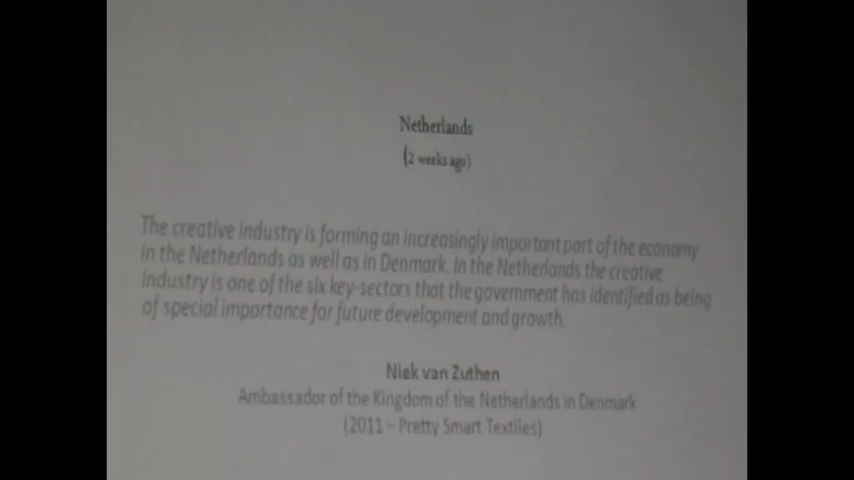 Netherlands
(2 weeks ago)
The creative industry is forming an increasingly important part of the economy
in the Netherlands as well as in Denmark. In the Netherlands the creative
industry is one of the six key-sectors that the government has identified as being
of special importance for future development and growth.
Niek van Zuthen
Ambassador of the Kingdom of the Netherlands in Denmark
(2011 – Pretty Smart Textiles)